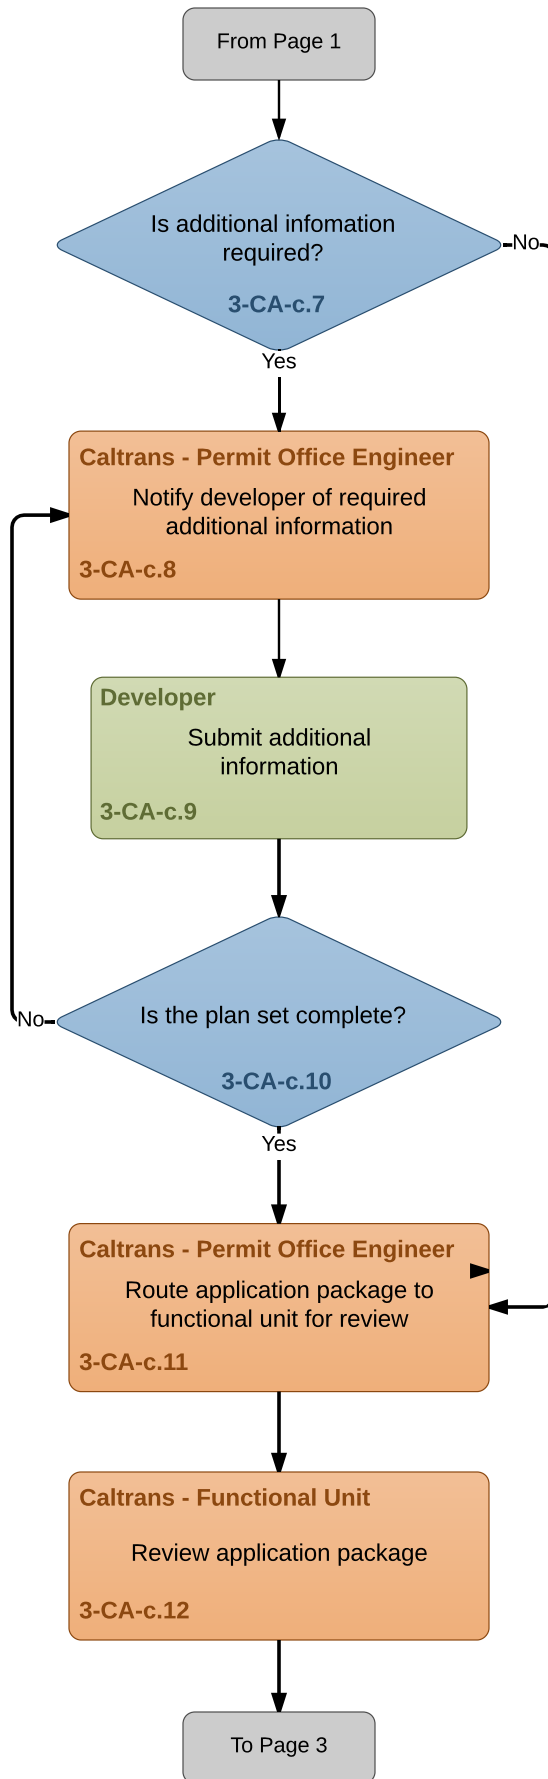 From Page 1
Is additional infomation
required?
3-CA-c.7
No
Yes
Caltrans - Permit Office Engineer
Notify developer of required
additional information
3-CA-c.8
Developer
Submit additional
information
3-CA-c.9
Is the plan set complete?
No
3-CA-c.10
Yes
Caltrans - Permit Office Engineer
Route application package to
functional unit for review
3-CA-c.11
Caltrans - Functional Unit
Review application package
3-CA-c.12
To Page 3